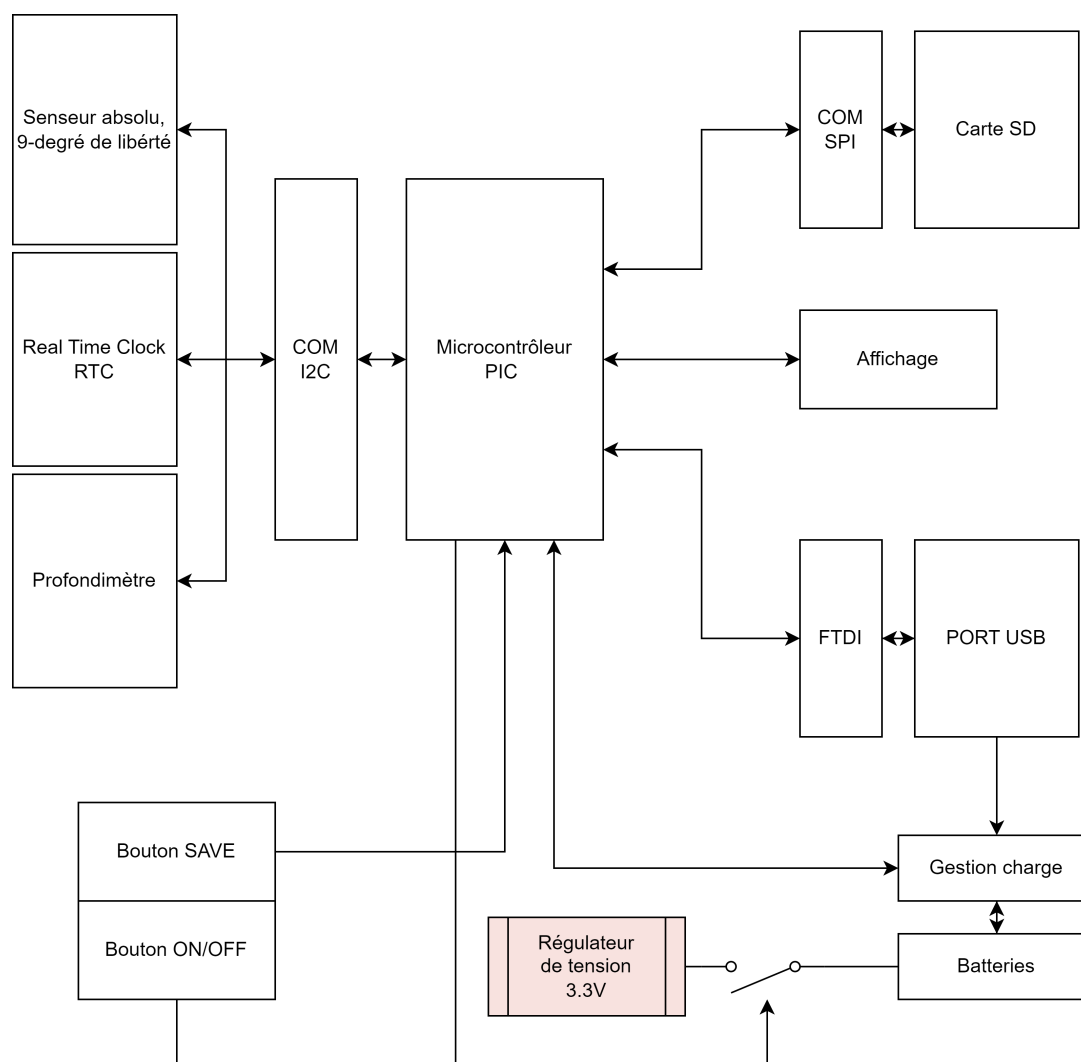 Senseur absolu,
9-degré de libérté
Real Time Clock
RTC
Profondimètre
COM
I2C
Microcontrôleur
PIC
COM
SPI
Carte SD
Affichage
FTDI
PORT USB
Bouton SAVE
Bouton ON/OFF
Régulateur
de tension
3.3V
Gestion charge
Batteries